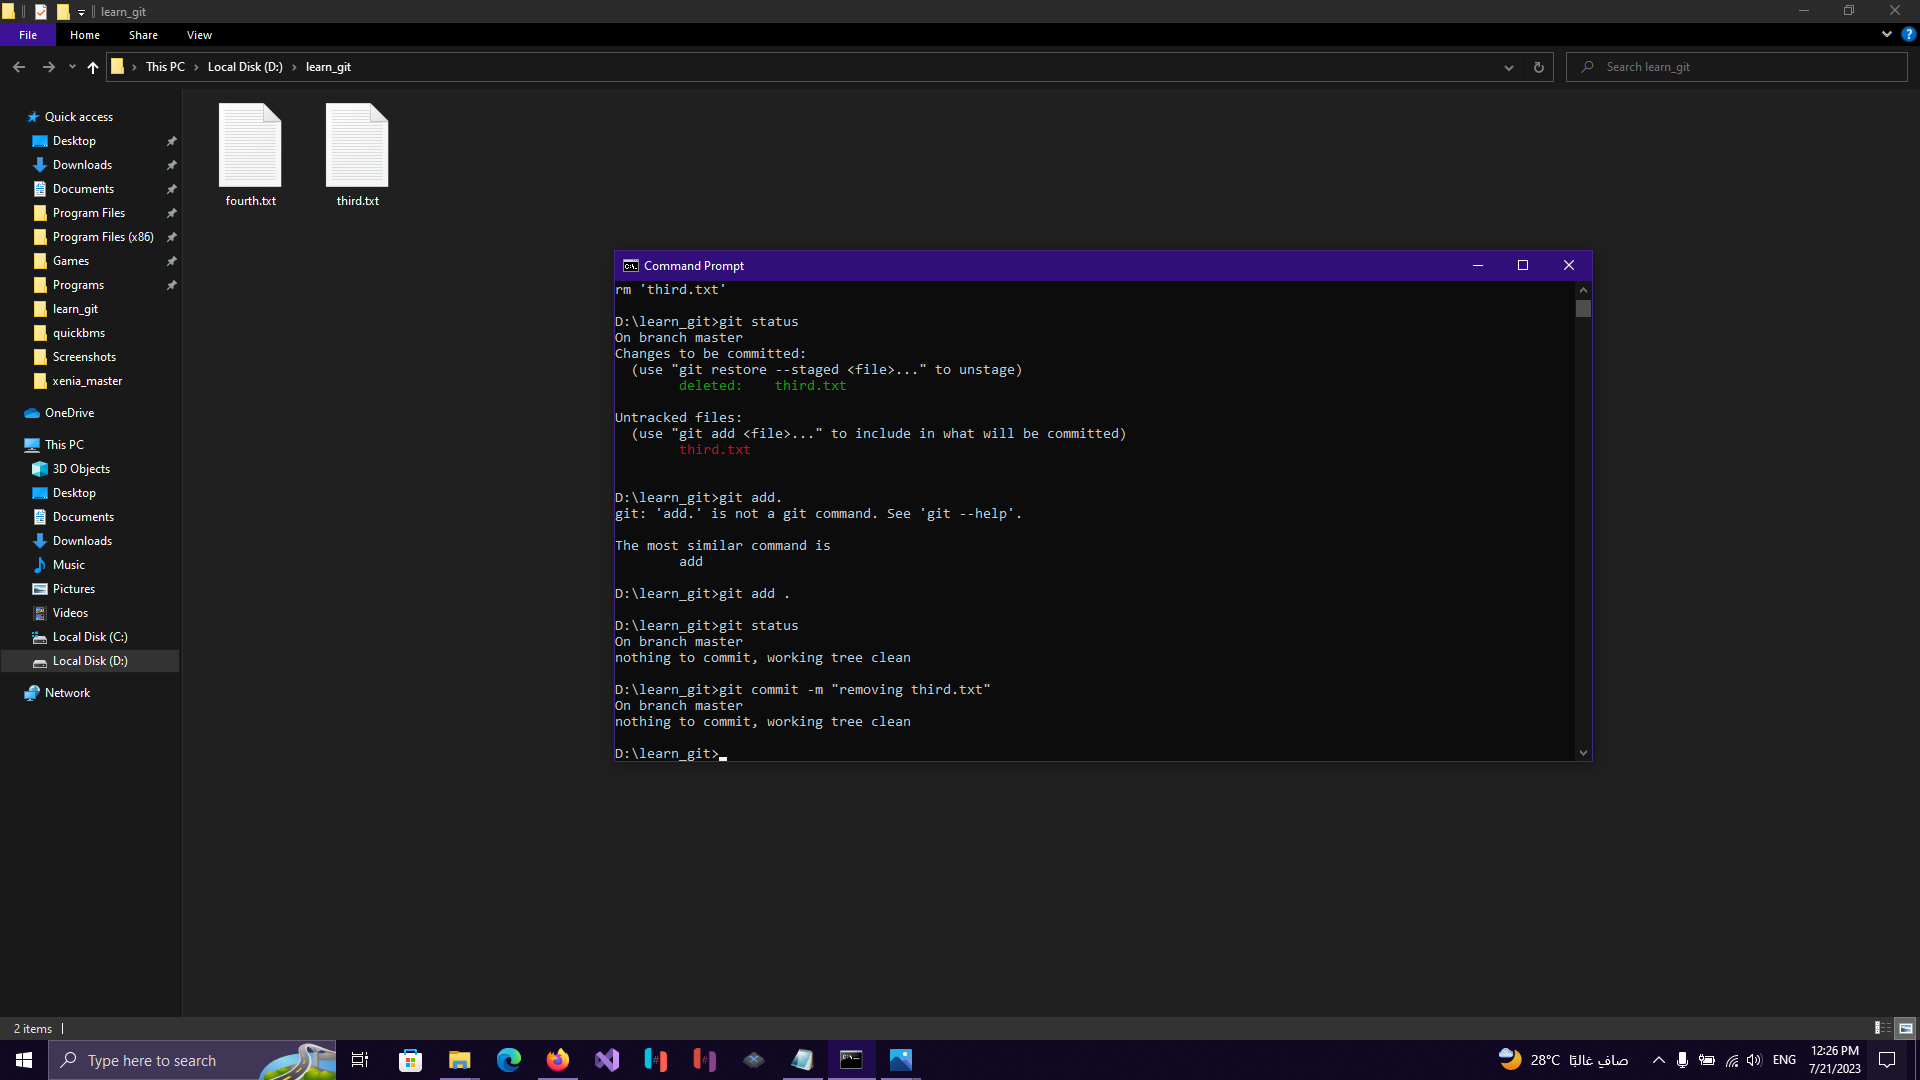 learn_git
File Home Share View
This PC Local Disk (D:) learn_git
Search learn_git
Quick access
Desktop
Downloads
Documents
Program Files
Program Files (x86)
Games
Programs
learn_git
quickbms
Screenshots
xenia_master
OneDrive
This PC
3D Objects
Desktop
Documents
Downloads
Music
Pictures
Videos
Local Disk (C:)
Local Disk (D:)
Network
fourth.txt third.txt
Command Prompt
rm 'third.txt'
D:\learn_git>git status
On branch master
Changes to be committed:
(use "git restore --staged <file>..." to unstage)
deleted: third.txt
Untracked files:
(use "git add <file>..." to include in what will be committed)
third.txt
D:\learn_git>git add.
git: 'add.' is not a git command. See 'git --help'.
The most similar command is
add
D:\learn_git>git add .
D:\learn_git>git status
On branch master
nothing to commit, working tree clean
D:\learn_git>git commit -m "removing third.txt"
On branch master
nothing to commit, working tree clean
D:\learn_git>
2 items
Type here to search
28°C صافٍ غالبًا ENG
12:26 PM
7/21/2023